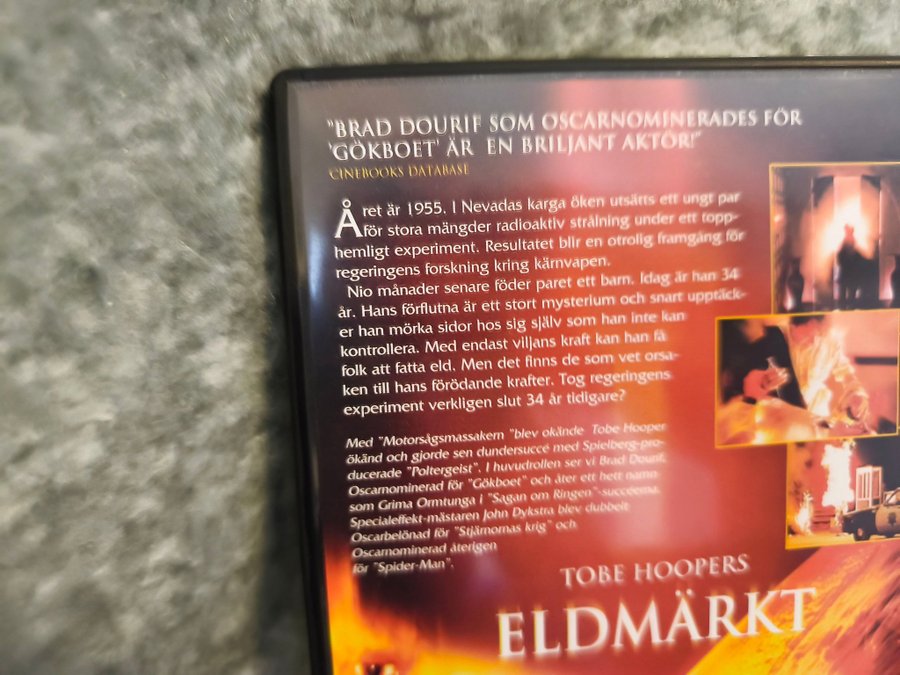 "BRAD DOURIF SOM OSCARNOMINERADES FÖR
'GÖKBOET' ÄR EN BRILJANT AKTÖR!"
CINEBOOKS DATABASE
Året är 1955. I Nevadas karga öken utsätts ett ungt par
för stora mängder radioaktiv strålning under ett topp-
hemligt experiment. Resultatet blir en otrolig framgång för
regeringens forskning kring kärnvapen.
Nio månader senare föder paret ett barn. Idag är han 34
år. Hans förflutna är ett stort mysterium och snart upptäck-
er han mörka sidor hos sig själv som han inte kan
kontrollera. Med endast viljans kraft kan han få
folk att fatta eld. Men det finns de som vet orsa-
ken till hans förödande krafter. Tog regeringens
experiment verkligen slut 34 år tidigare?
Med "Motorsågsmassakern "blev okände Tobe Hooper
ökänd och gjorde sen dundersuccé med Spielberg-pro-
ducerade "Poltergeist". I huvudrollen ser vi Brad Dourif,
Oscarnominerad för "Gökboet" och åter ett hett namn
som Grima Ormtunga i "Sagan om Ringen"-succéerna.
Specialeffekt-mästaren John Dykstra blev dubbelt
Oscarbelönad för "Stjärnornas krig" och
Oscarnominerad återigen
för "Spider-Man".
TOBE HOOPERS
ELDMÄRKT